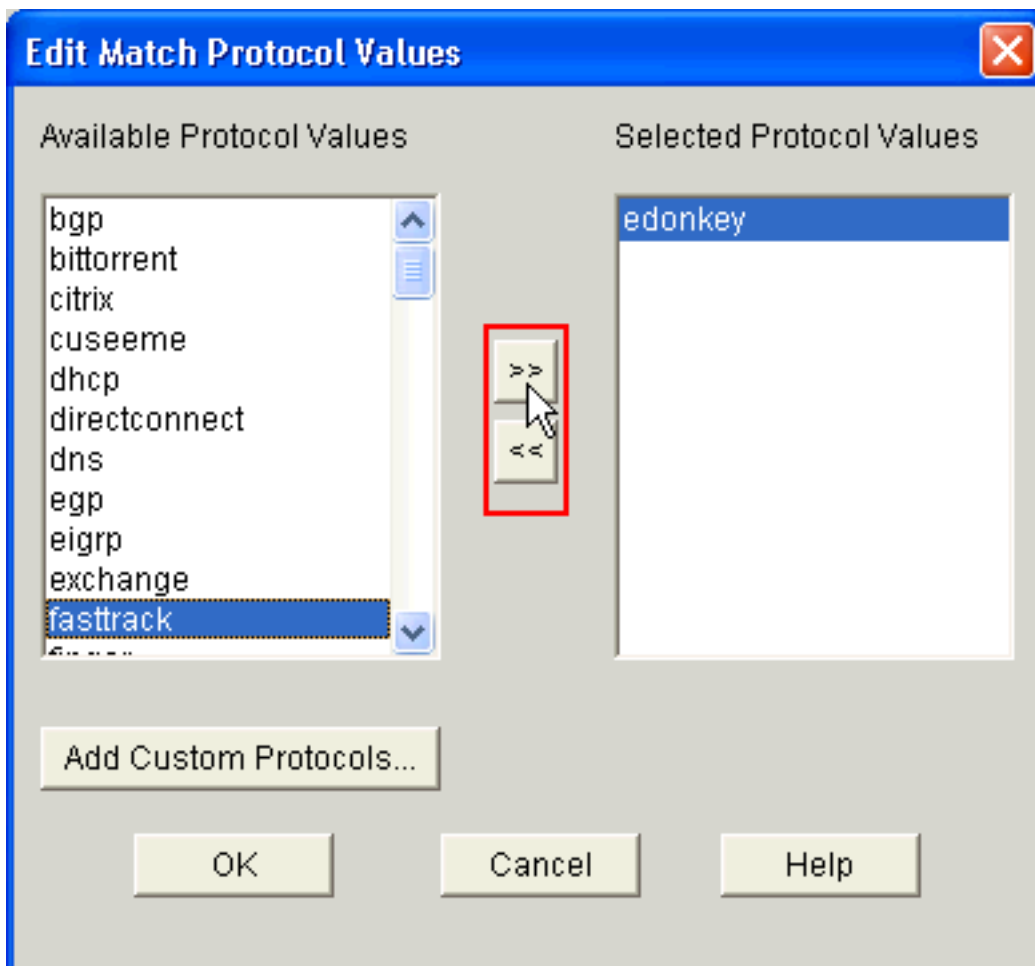 Edit Match Protocol Values
Available Protocol Values
bgp
bittorrent
citrix
cuseeme
dhcp
directconnect
dns
egp
eigrp
exchange
fasttrack
>>
<<
Selected Protocol Values
edonkey
Add Custom Protocols...
OK
Cancel
Help